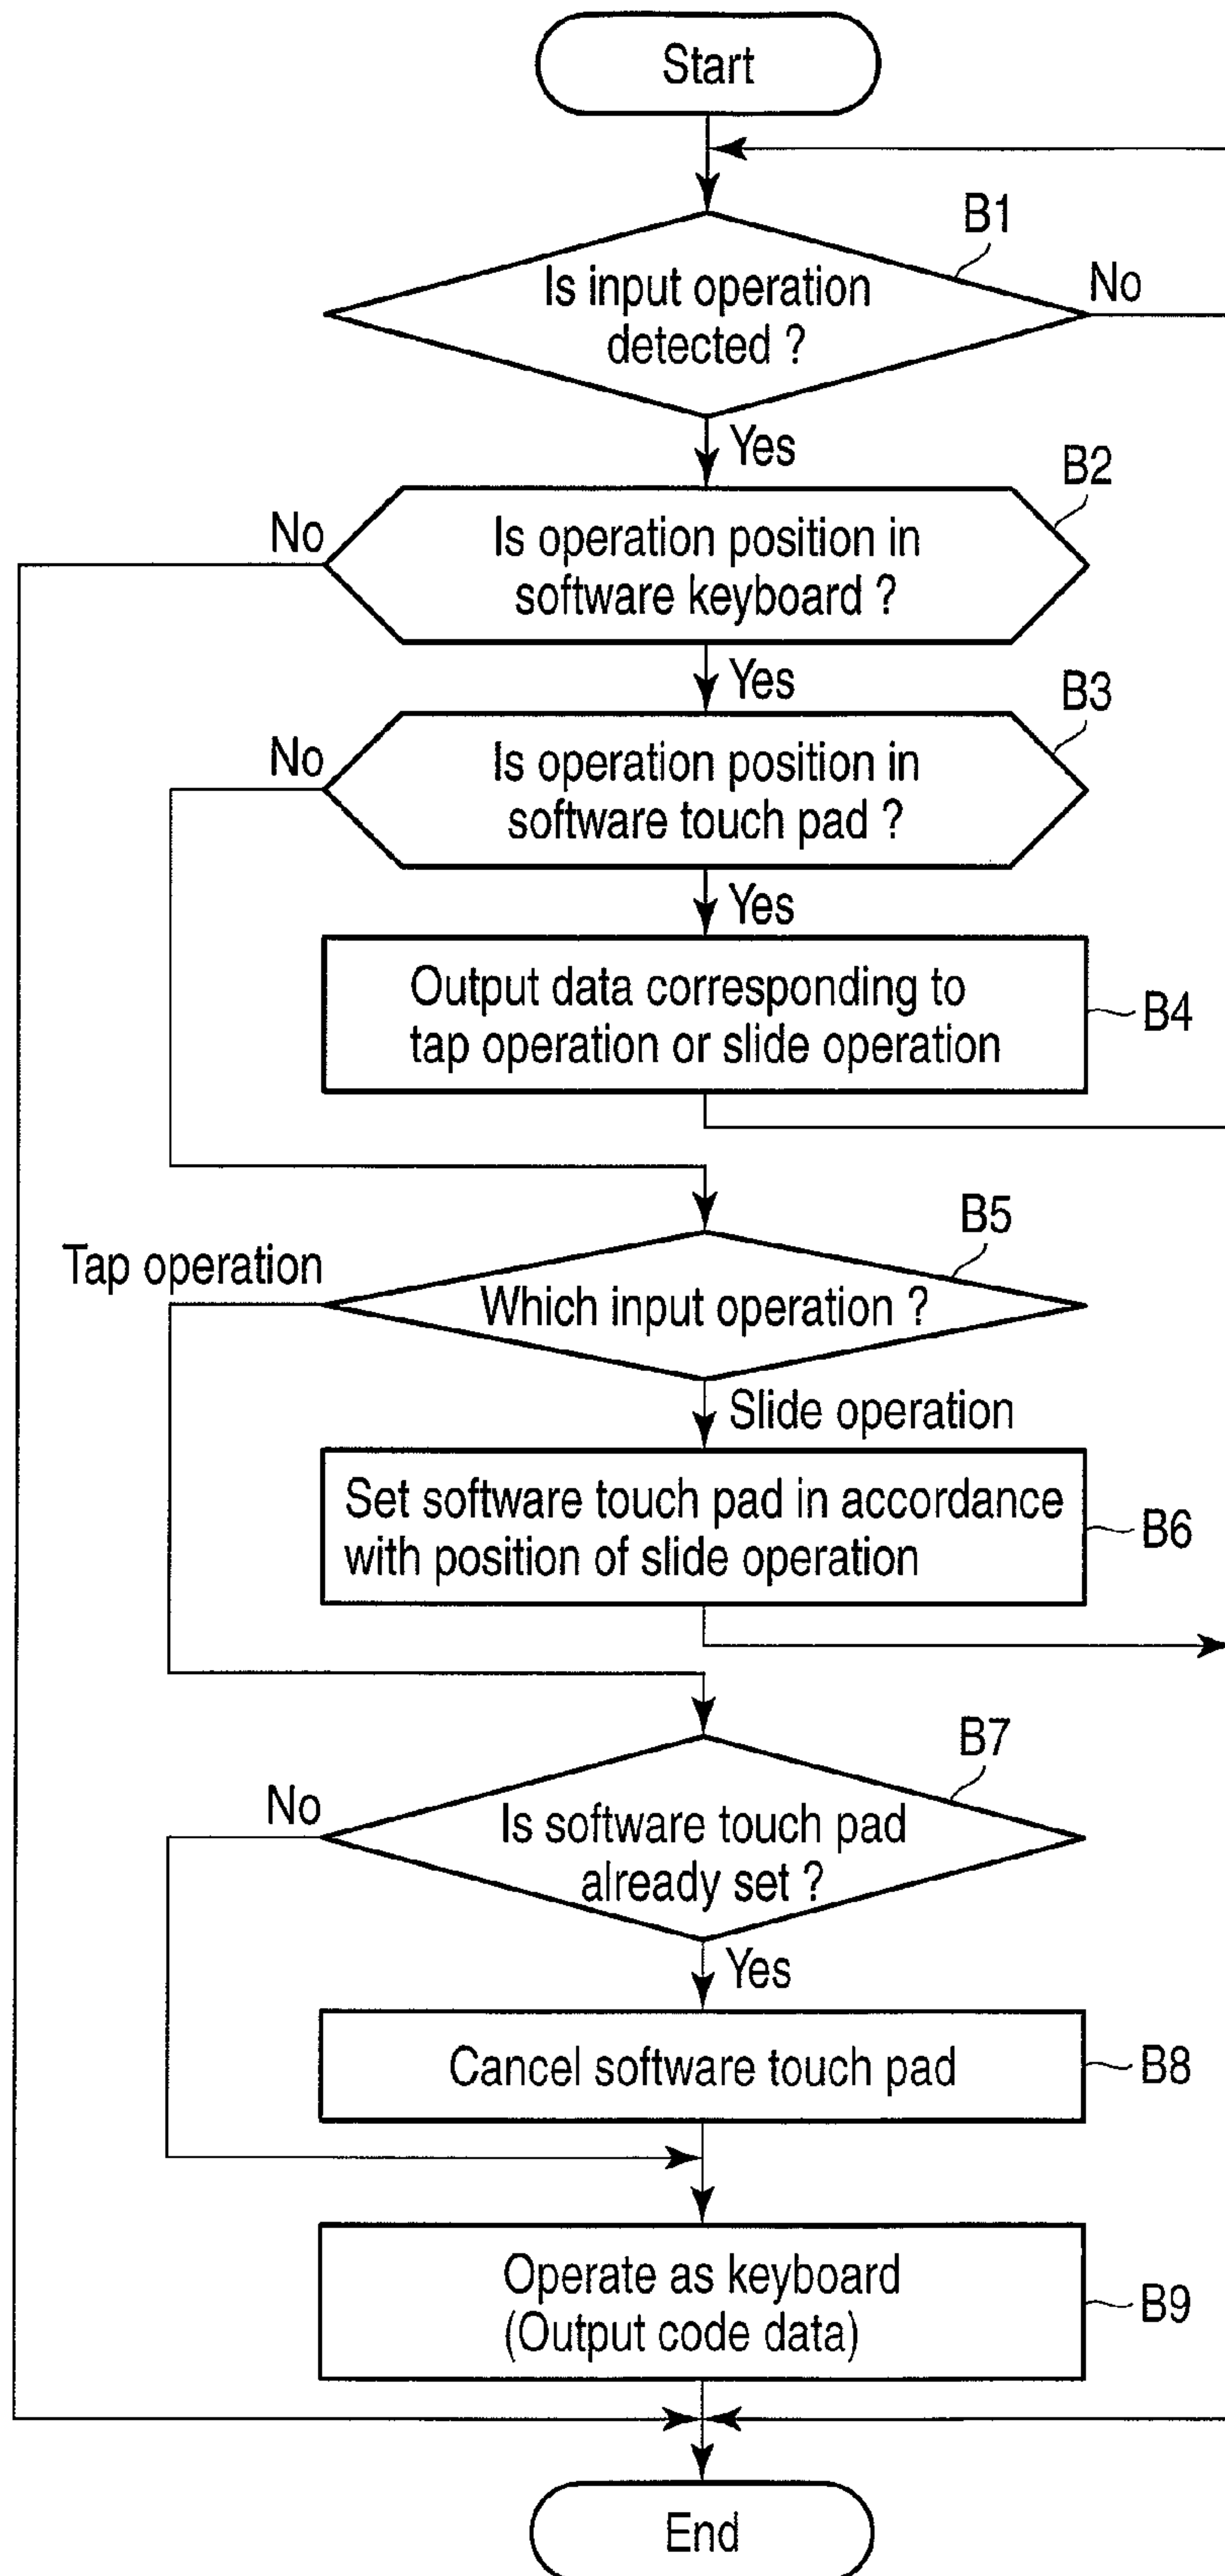 Start
B1
Is input operation
detected ?
No
Yes
B2
No
Is operation position in
software keyboard ?
Yes
B3
No
Is operation position in
software touch pad ?
Yes
Output data corresponding to
tap operation or slide operation
B4
B5
Tap operation
Which input operation ?
Slide operation
Set software touch pad in accordance
with position of slide operation
B6
B7
No
Is software touch pad
already set ?
Yes
Cancel software touch pad
B8
Operate as keyboard
(Output code data)
B9
End